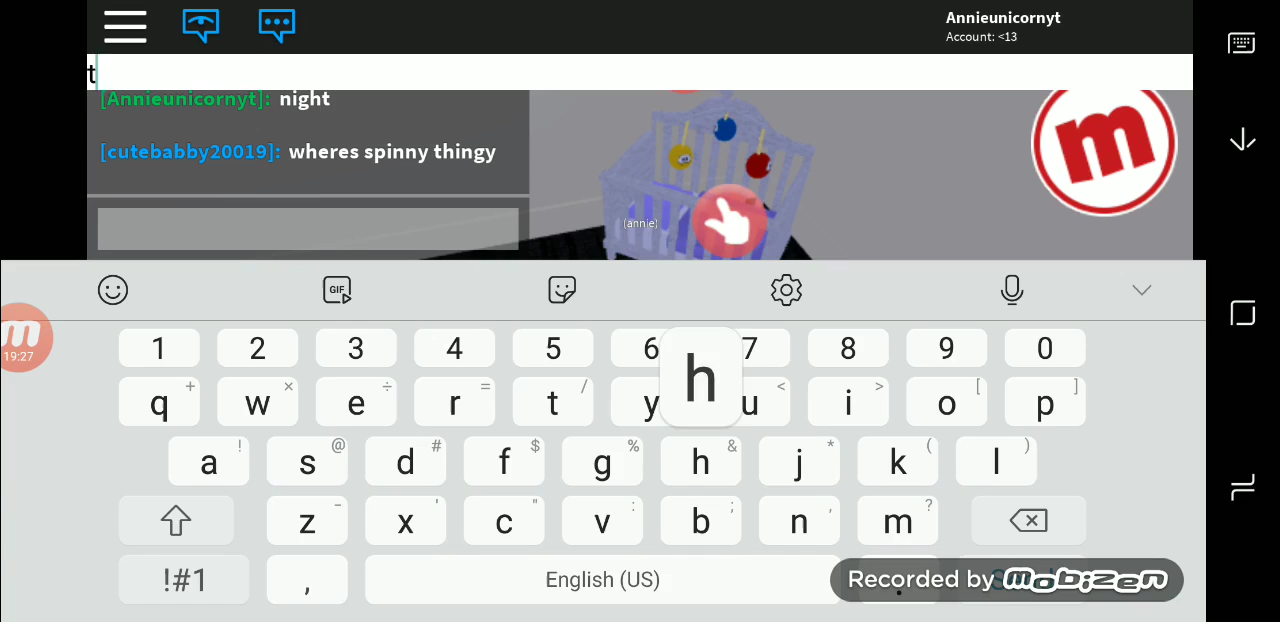 Annieunicornyt
Account: <13
t
[Annieunicornyt]: night
[cutebabby20019]: wheres spinny thingy
(annie)
m
GIF
m
19:27
1 2 3 4 5 6 7 8 9 0
h
q + w × e ÷ r = t / y u < i > o [ p ]
a ! s @ d # f $ g % h & j * k ( l )
z - x ' c " v : b ; n , m ?
!#1 , English (US) .
Recorded by mobizen